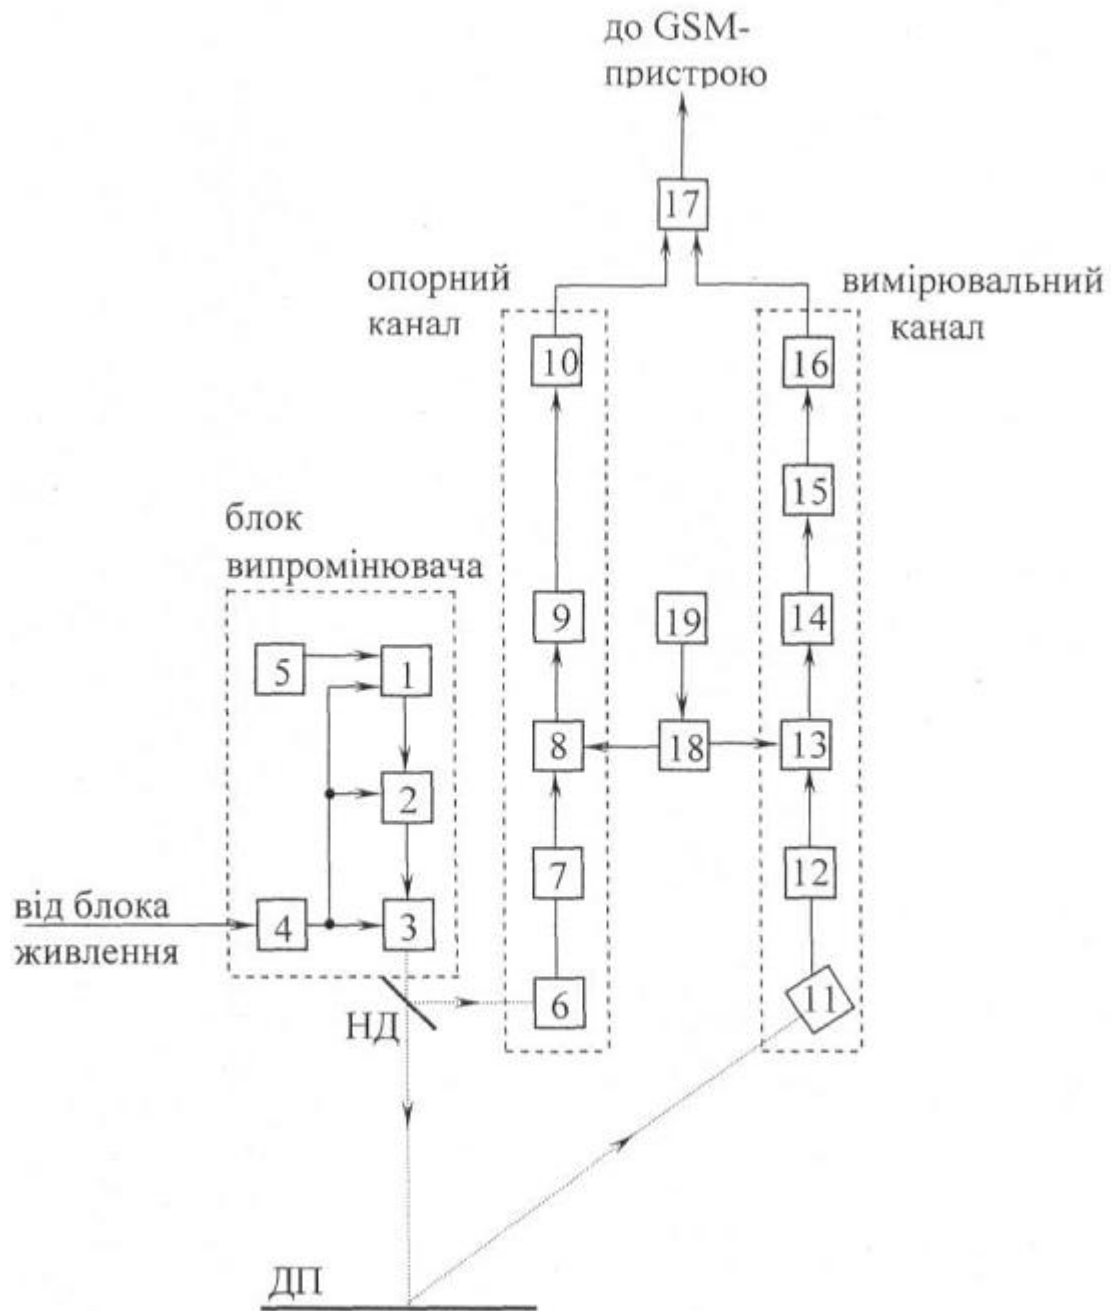 до GSM-
пристрою
17
опорний
канал
вимірювальний
канал
10
16
15
блок
випромінювача
9
19
14
5
1
8
18
13
2
7
12
від блока
живлення
4
3
6
11
НД
ДП